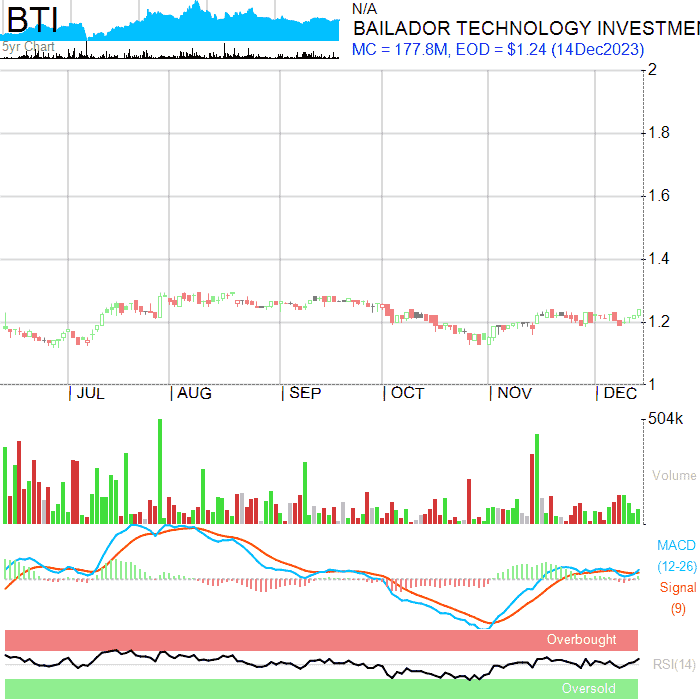 BTI
5yr Chart
N/A
BAILADOR TECHNOLOGY INVESTMEN
MC = 177.8M, EOD = $1.24 (14Dec2023)
2
1.8
1.6
1.4
1.2
1
JUL
AUG
SEP
OCT
NOV
DEC
504k
Volume
MACD
(12-26)
Signal
(9)
Overbought
RSI(14)
Oversold